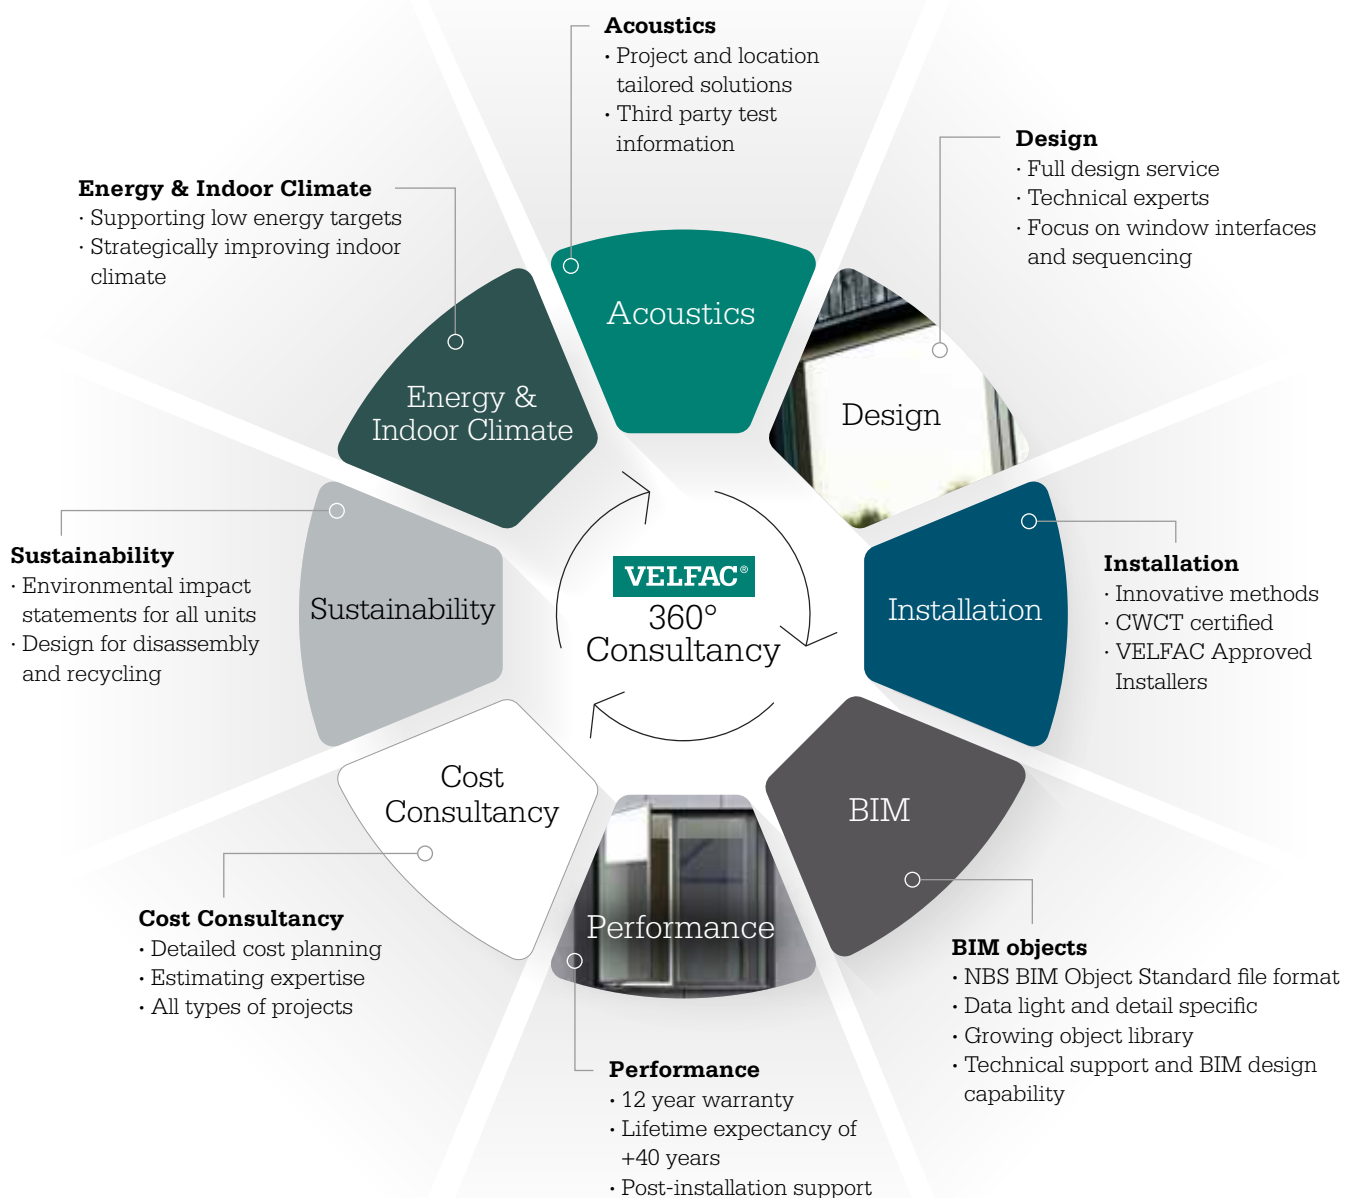 Acoustics
· Project and location
tailored solutions
· Third party test
information
Design
· Full design service
· Technical experts
· Focus on window interfaces
and sequencing
Energy & Indoor Climate
· Supporting low energy targets
· Strategically improving indoor
climate
Acoustics
Design
Energy &
Indoor Climate
Sustainability
· Environmental impact
statements for all units
· Design for disassembly
and recycling
Sustainability
VELFAC®
360°
Consultancy
Installation
Installation
· Innovative methods
· CWCT certified
· VELFAC Approved
Installers
Cost
Consultancy
BIM
Performance
Cost Consultancy
· Detailed cost planning
· Estimating expertise
· All types of projects
BIM objects
· NBS BIM Object Standard file format
· Data light and detail specific
· Growing object library
· Technical support and BIM design
capability
Performance
· 12 year warranty
· Lifetime expectancy of
+40 years
· Post-installation support